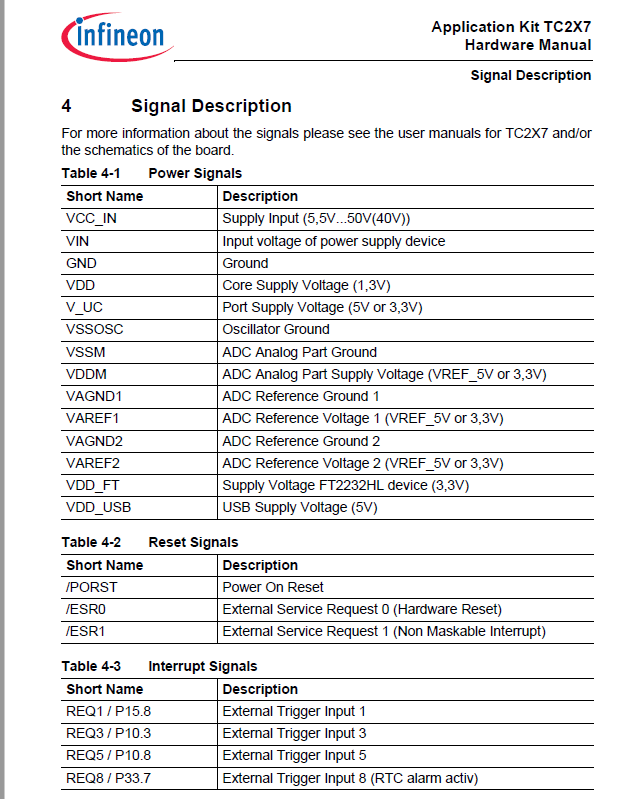 infineon
Application Kit TC2X7
Hardware Manual
Signal Description
4 Signal Description
For more information about the signals please see the user manuals for TC2X7 and/or
the schematics of the board.
Table 4-1 Power Signals
Short Name Description
VCC_IN Supply Input (5,5V...50V(40V))
VIN Input voltage of power supply device
GND Ground
VDD Core Supply Voltage (1,3V)
V_UC Port Supply Voltage (5V or 3,3V)
VSSOSC Oscillator Ground
VSSM ADC Analog Part Ground
VDDM ADC Analog Part Supply Voltage (VREF_5V or 3,3V)
VAGND1 ADC Reference Ground 1
VAREF1 ADC Reference Voltage 1 (VREF_5V or 3,3V)
VAGND2 ADC Reference Ground 2
VAREF2 ADC Reference Voltage 2 (VREF_5V or 3,3V)
VDD_FT Supply Voltage FT2232HL device (3,3V)
VDD_USB USB Supply Voltage (5V)
Table 4-2 Reset Signals
Short Name Description
/PORST Power On Reset
/ESR0 External Service Request 0 (Hardware Reset)
/ESR1 External Service Request 1 (Non Maskable Interrupt)
Table 4-3 Interrupt Signals
Short Name Description
REQ1 / P15.8 External Trigger Input 1
REQ3 / P10.3 External Trigger Input 3
REQ5 / P10.8 External Trigger Input 5
REQ8 / P33.7 External Trigger Input 8 (RTC alarm activ)